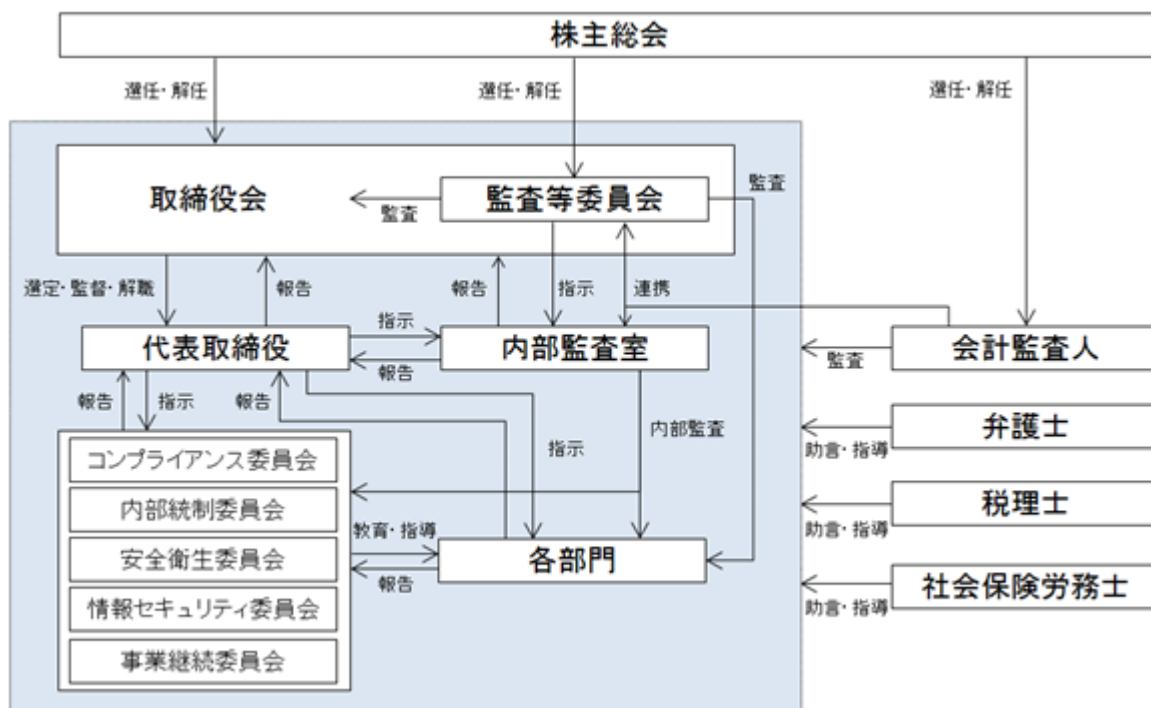 株主総会
選任・解任
選任・解任
選任・解任
取締役会
監査等委員会
監査
監査
選定・監督・解職
報告
報告
指示
連携
代表取締役
指示
報告
内部監査室
会計監査人
監査
報告
指示
報告
指示
内部監査
弁護士
助言・指導
コンプライアンス委員会
内部統制委員会
安全衛生委員会
情報セキュリティ委員会
事業継続委員会
教育・指導
報告
各部門
税理士
助言・指導
社会保険労務士
助言・指導